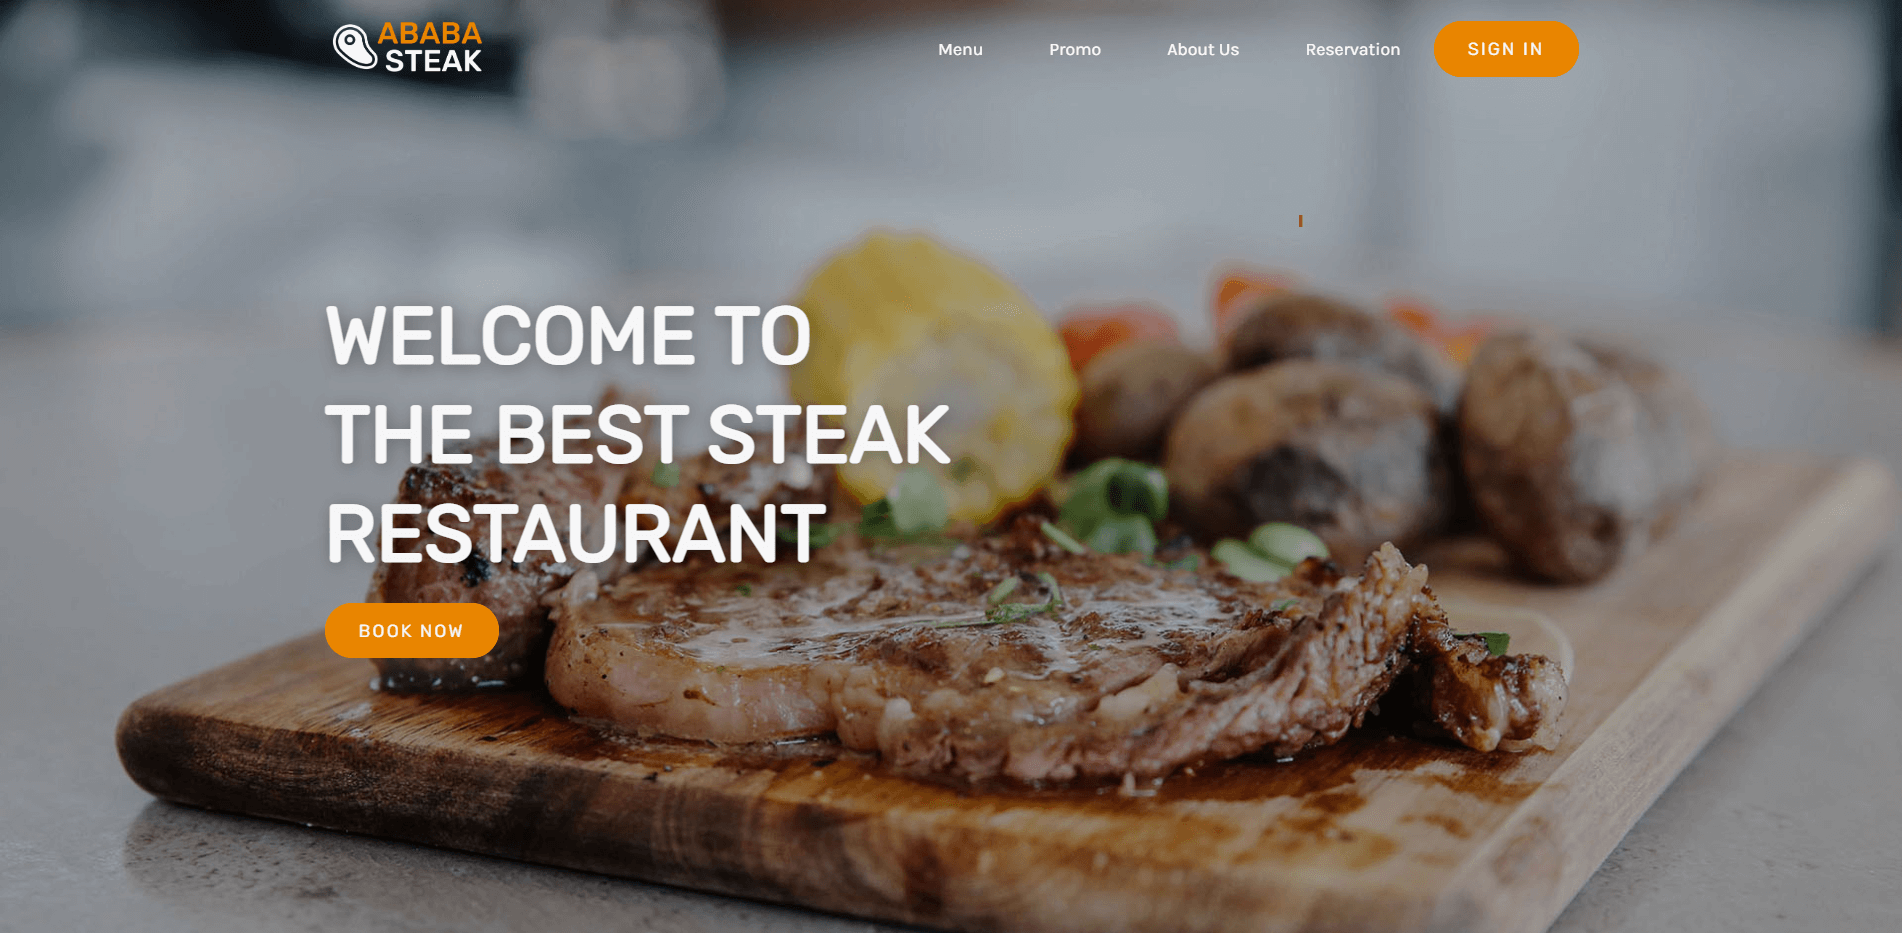 ABABA
STEAK
Menu
Promo
About Us
Reservation
SIGN IN
WELCOME TO
THE BEST STEAK
RESTAURANT
BOOK NOW